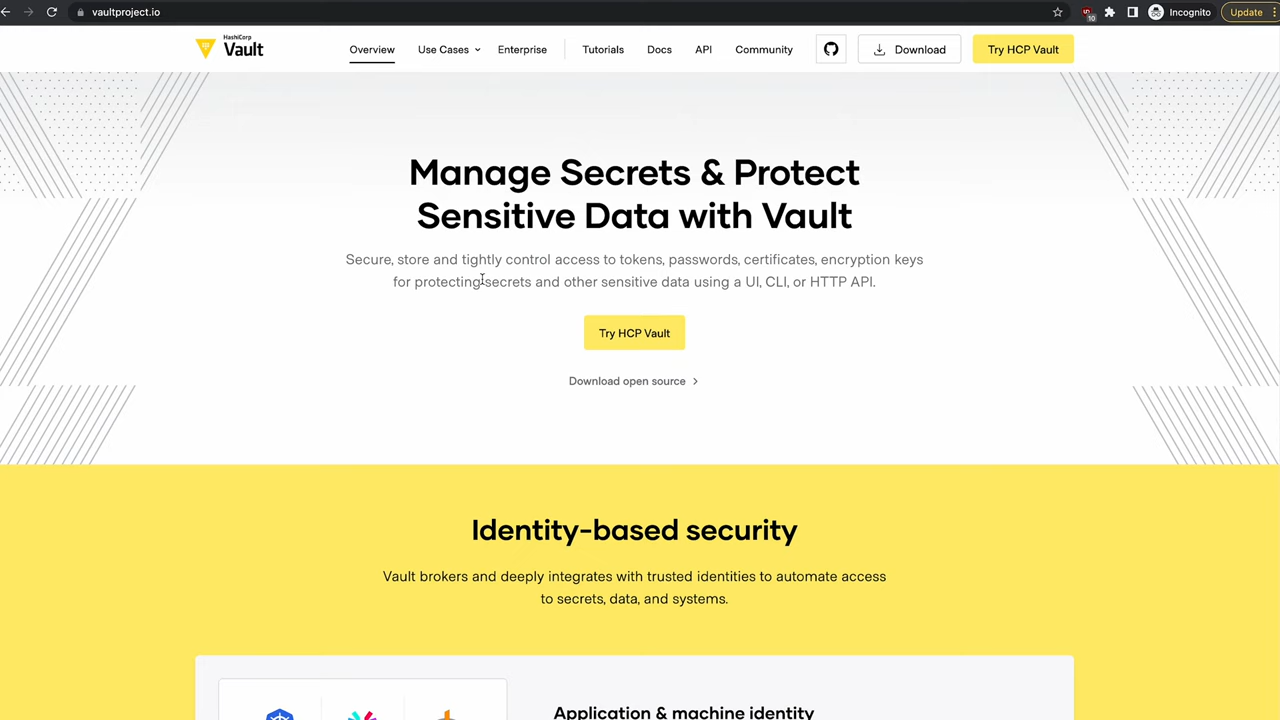 vaultproject.io
10
Incognito
Update
HashiCorp
Vault
Overview
Use Cases
Enterprise
Tutorials
Docs
API
Community
Download
Try HCP Vault
Manage Secrets & Protect
Sensitive Data with Vault
Secure, store and tightly control access to tokens, passwords, certificates, encryption keys
for protecting secrets and other sensitive data using a UI, CLI, or HTTP API.
Try HCP Vault
Download open source
Identity-based security
Vault brokers and deeply integrates with trusted identities to automate access
to secrets, data, and systems.
Application & machine identity